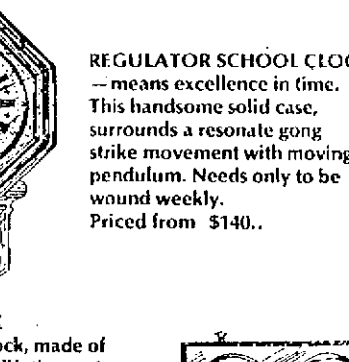 REGULATOR SCHOOL CLOC
— means excellence in time.
This handsome solid case,
surrounds a resonate gong
strike movement with moving
pendulum. Needs only to be
wound weekly.
Priced from $140..
ock, made of